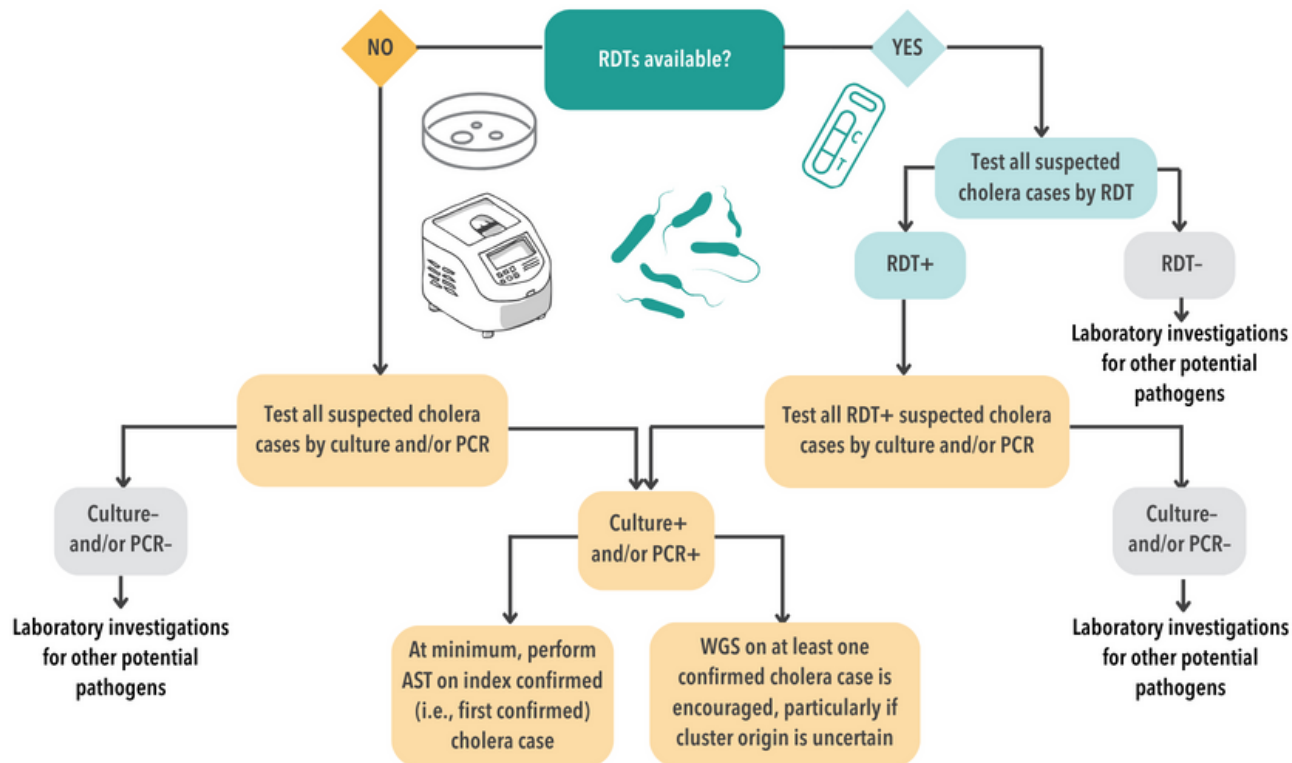 NO
RDTs available?
YES
C
T
Test all suspected
cholera cases by RDT
RDT+
RDT–
Laboratory investigations
for other potential
pathogens
Test all suspected cholera
cases by culture and/or PCR
Test all RDT+ suspected cholera
cases by culture and/or PCR
Culture–
and/or PCR–
Culture+
and/or PCR+
Culture–
and/or PCR–
Laboratory investigations
for other potential
pathogens
At minimum, perform
AST on index confirmed
(i.e., first confirmed)
cholera case
WGS on at least one
confirmed cholera case is
encouraged, particularly if
cluster origin is uncertain
Laboratory investigations
for other potential
pathogens